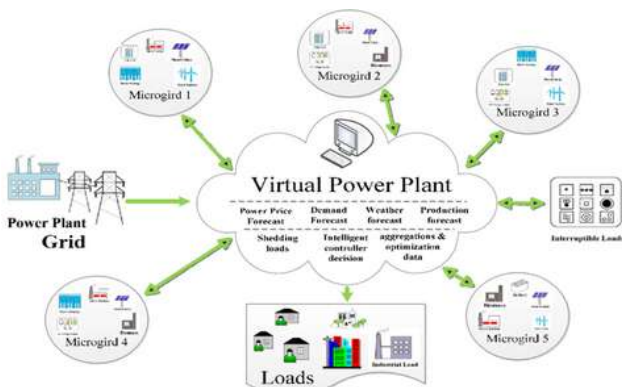 Microgird 1
Microgird 2
Microgird 3
Virtual Power Plant
Power Price
Forecast
Demand
Forecast
Weather
forecast
Production
forecast
Shedding
loads
Intelligent
controller
decision
aggregations &
optimization
data
Power Plant
Grid
Interruptible Load
Microgird 4
Loads
Industrial Load
Microgird 5